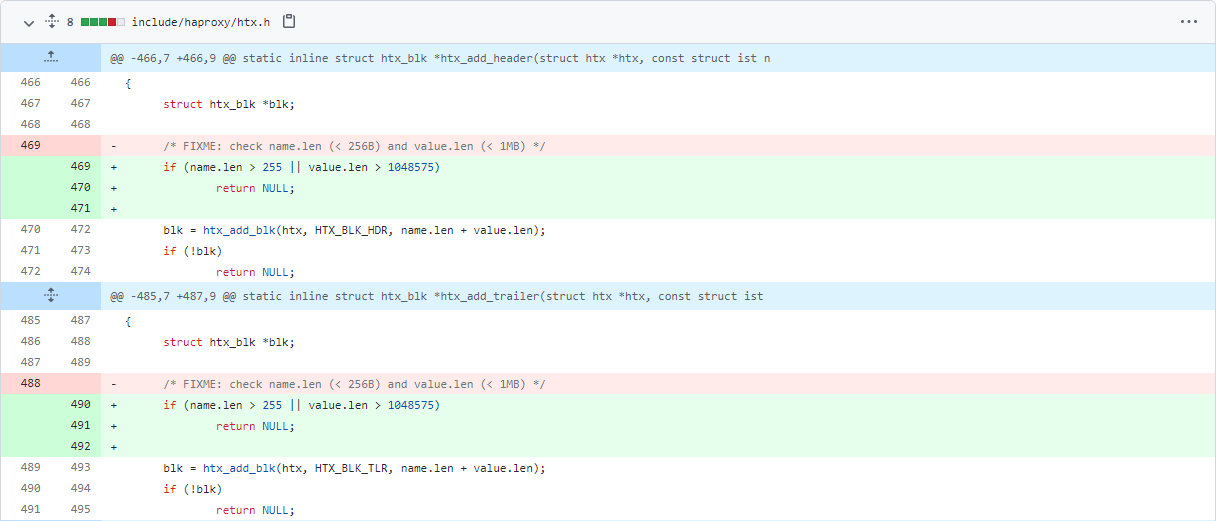 8 include/haproxy/htx.h
@@ -466,7 +466,9 @@ static inline struct htx_blk *htx_add_header(struct htx *htx, const struct ist n
466 466 {
467 467 struct htx_blk *blk;
468 468
469 - /* FIXME: check name.len (< 256B) and value.len (< 1MB) */
469 + if (name.len > 255 || value.len > 1048575)
470 + return NULL;
471 +
470 472 blk = htx_add_blk(htx, HTX_BLK_HDR, name.len + value.len);
471 473 if (!blk)
472 474 return NULL;
@@ -485,7 +487,9 @@ static inline struct htx_blk *htx_add_trailer(struct htx *htx, const struct ist
485 487 {
486 488 struct htx_blk *blk;
487 489
488 - /* FIXME: check name.len (< 256B) and value.len (< 1MB) */
490 + if (name.len > 255 || value.len > 1048575)
491 + return NULL;
492 +
489 493 blk = htx_add_blk(htx, HTX_BLK_TLR, name.len + value.len);
490 494 if (!blk)
491 495 return NULL;